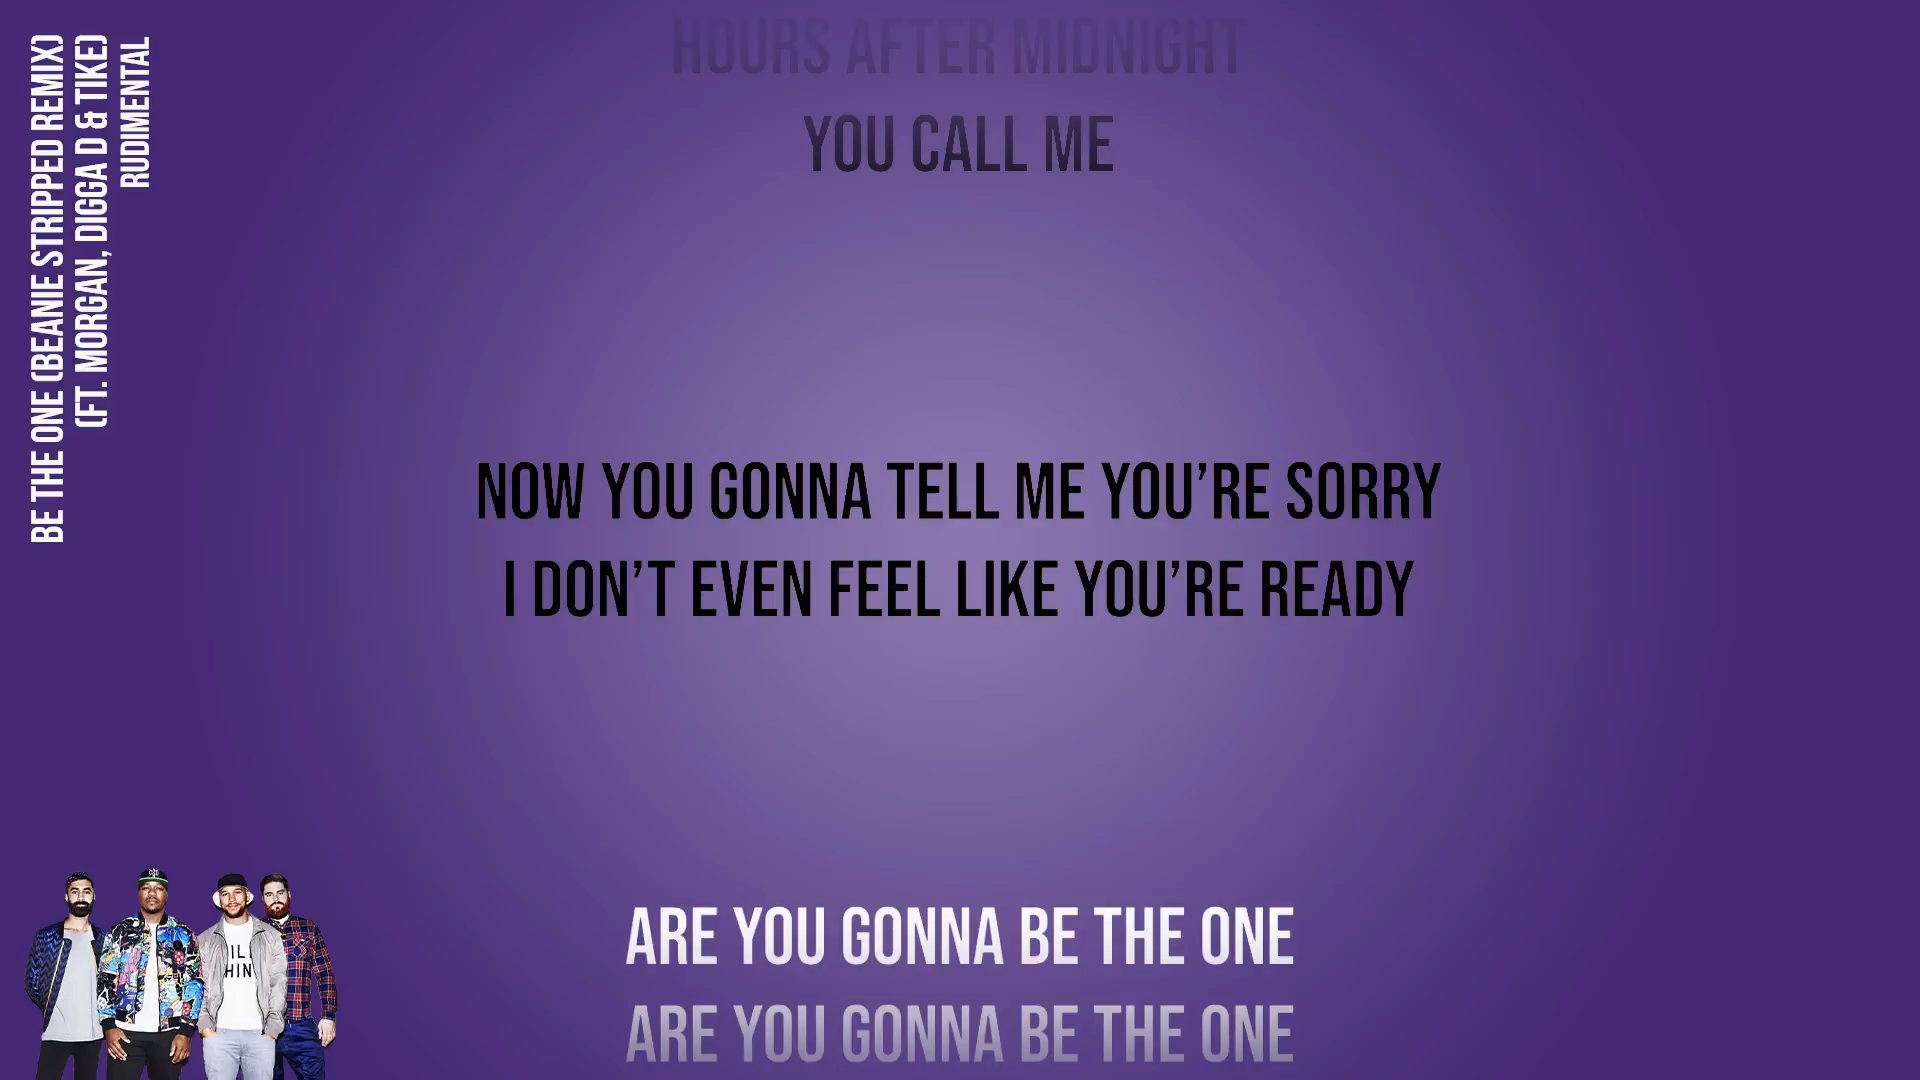 BE THE ONE (BEANIE STRIPPED REMIX)
(FT. MORGAN, DIGGA D & TIKE)
RUDIMENTAL
HOURS AFTER MIDNIGHT
YOU CALL ME
NOW YOU GONNA TELL ME YOU’RE SORRY
I DON’T EVEN FEEL LIKE YOU’RE READY
ARE YOU GONNA BE THE ONE
ARE YOU GONNA BE THE ONE